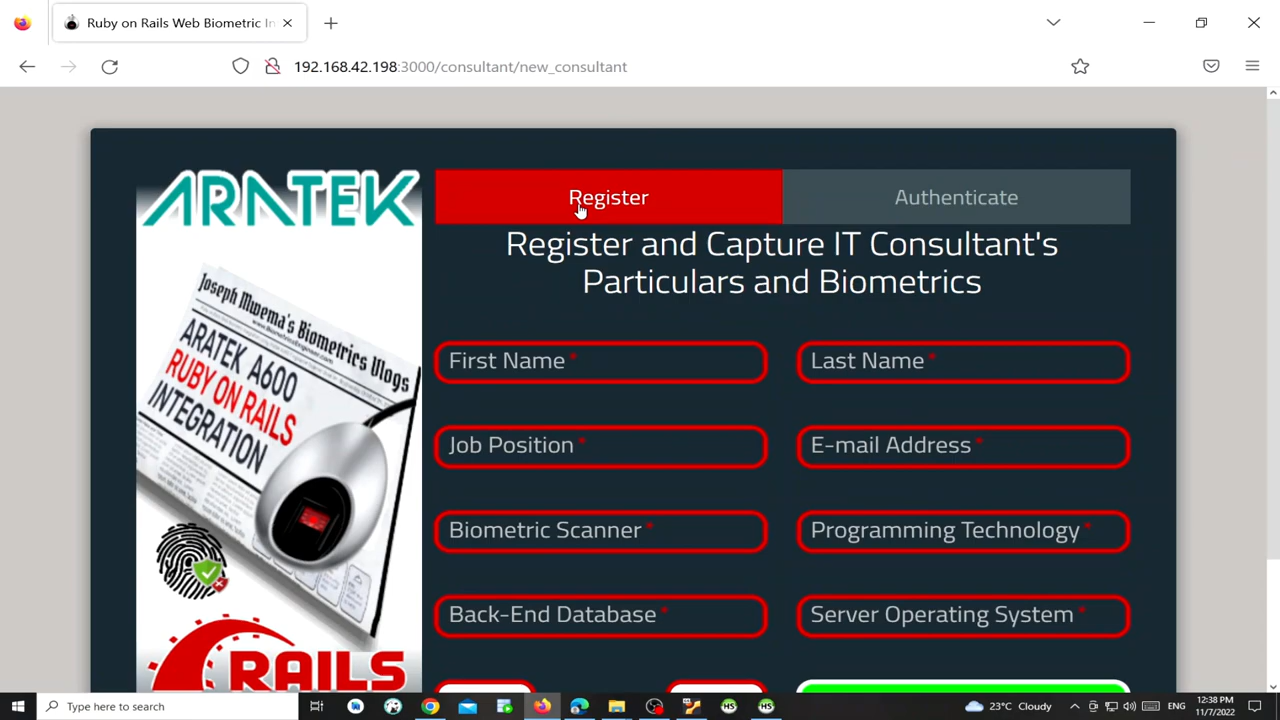 Ruby on Rails Web Biometric In
192.168.42.198:3000/consultant/new_consultant
ARATEK
Joseph Mwema's Biometrics Vlogs
ARATEK A600
RUBY ON RAILS
INTEGRATION
RAILS
Register
Authenticate
Register and Capture IT Consultant's
Particulars and Biometrics
First Name *
Last Name *
Job Position *
E-mail Address *
Biometric Scanner *
Programming Technology *
Back-End Database *
Server Operating System *
Type here to search
23°C Cloudy
ENG
12:38 PM
11/7/2022